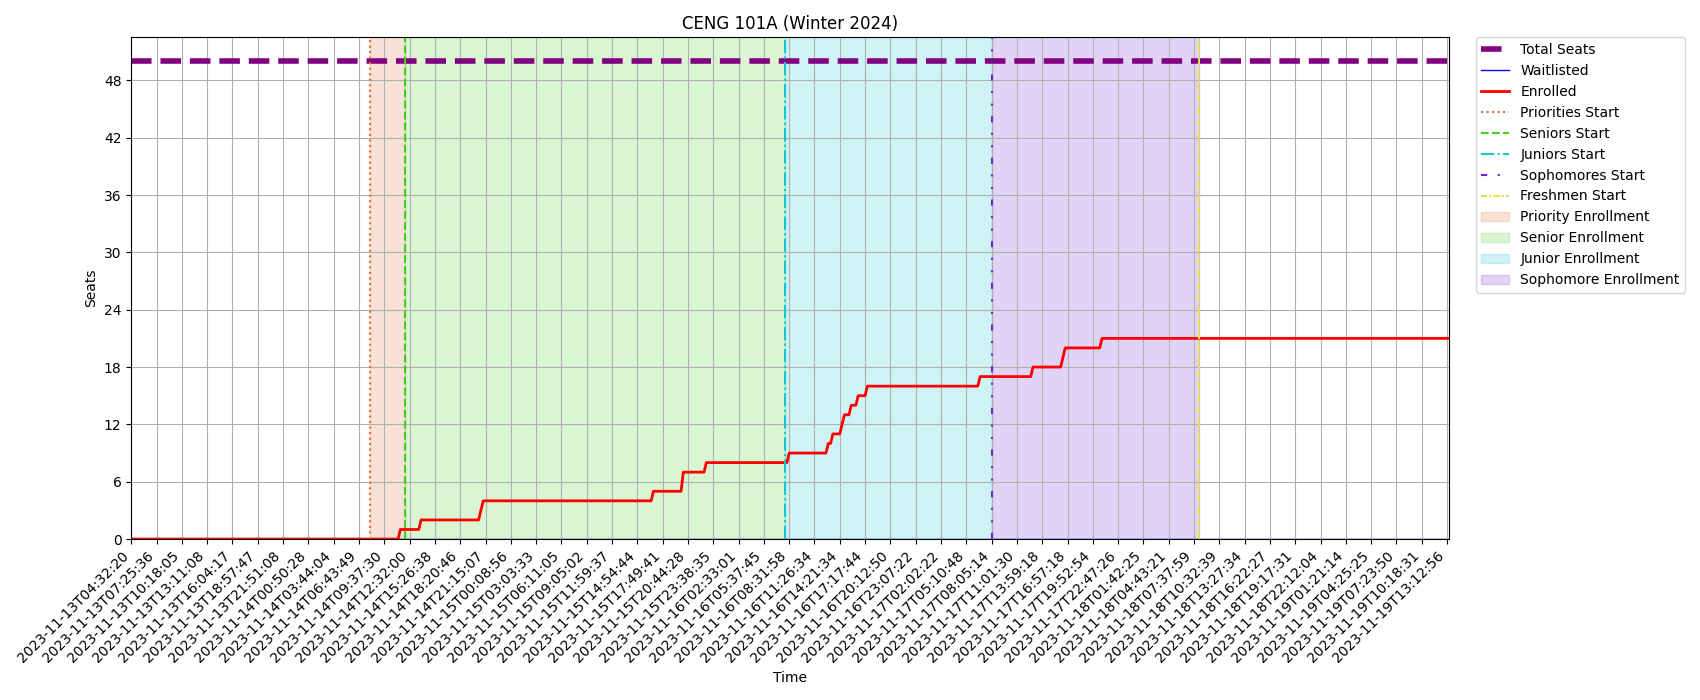 CENG 101A (Winter 2024)
Seats
48
42
36
30
24
18
12
6
0
2023-11-13T04:32:20
2023-11-13T07:25:36
2023-11-13T10:18:05
2023-11-13T13:11:08
2023-11-13T16:04:17
2023-11-13T18:57:47
2023-11-13T21:51:08
2023-11-14T00:50:28
2023-11-14T03:44:04
2023-11-14T06:43:49
2023-11-14T09:37:30
2023-11-14T12:32:00
2023-11-14T15:26:38
2023-11-14T18:20:46
2023-11-14T21:15:07
2023-11-15T00:08:56
2023-11-15T03:03:33
2023-11-15T06:11:05
2023-11-15T09:05:02
2023-11-15T11:59:37
2023-11-15T14:54:44
2023-11-15T17:49:41
2023-11-15T20:44:28
2023-11-15T23:38:35
2023-11-16T02:33:01
2023-11-16T05:37:45
2023-11-16T08:31:58
2023-11-16T11:26:34
2023-11-16T14:21:34
2023-11-16T17:17:44
2023-11-16T20:12:50
2023-11-16T23:07:22
2023-11-17T02:02:22
2023-11-17T05:10:48
2023-11-17T08:05:14
2023-11-17T11:01:30
2023-11-17T13:59:18
2023-11-17T16:57:18
2023-11-17T19:52:54
2023-11-17T22:47:26
2023-11-18T01:42:25
2023-11-18T04:43:21
2023-11-18T07:37:59
2023-11-18T10:32:39
2023-11-18T13:27:34
2023-11-18T16:22:27
2023-11-18T19:17:31
2023-11-18T22:12:04
2023-11-19T01:21:14
2023-11-19T04:25:25
2023-11-19T07:23:50
2023-11-19T10:18:31
2023-11-19T13:12:56
Time
Total Seats
Waitlisted
Enrolled
Priorities Start
Seniors Start
Juniors Start
Sophomores Start
Freshmen Start
Priority Enrollment
Senior Enrollment
Junior Enrollment
Sophomore Enrollment